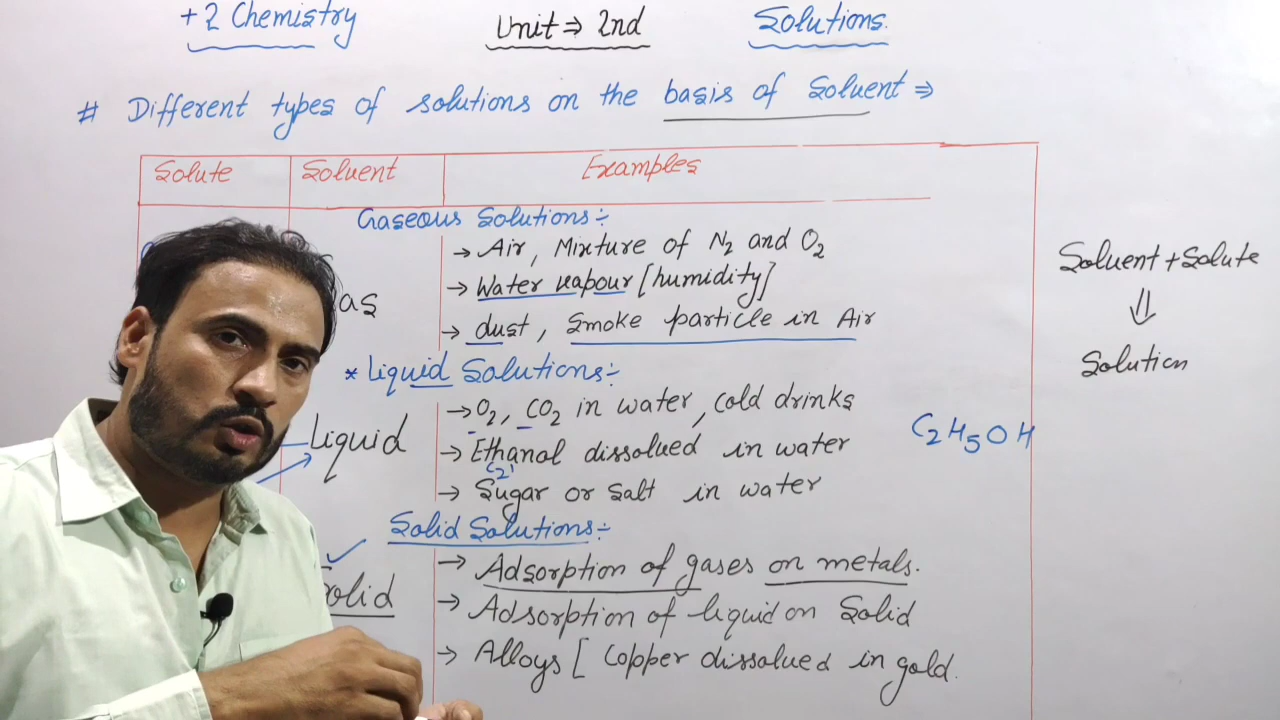 +2 Chemistry Unit ⇒ 2nd Solutions.
# Different types of solutions on the basis of Solvent ⇒
Solute Solvent Examples
Gaseous Solutions :-
→ Air, Mixture of N2 and O2
→ Water vapour [humidity]
as
→ dust, Smoke particle in Air
* Liquid Solutions :-
→ O2, CO2 in water, cold drinks
Liquid
→ Ethanol dissolved in water
C2
→ Sugar or Salt in water
Solid Solutions :-
→ Adsorption of gases on metals.
olid
→ Adsorption of liquid on Solid
→ Alloys [ Copper dissolved in gold.
Solvent + Solute
⇓
Solution
C2H5OH